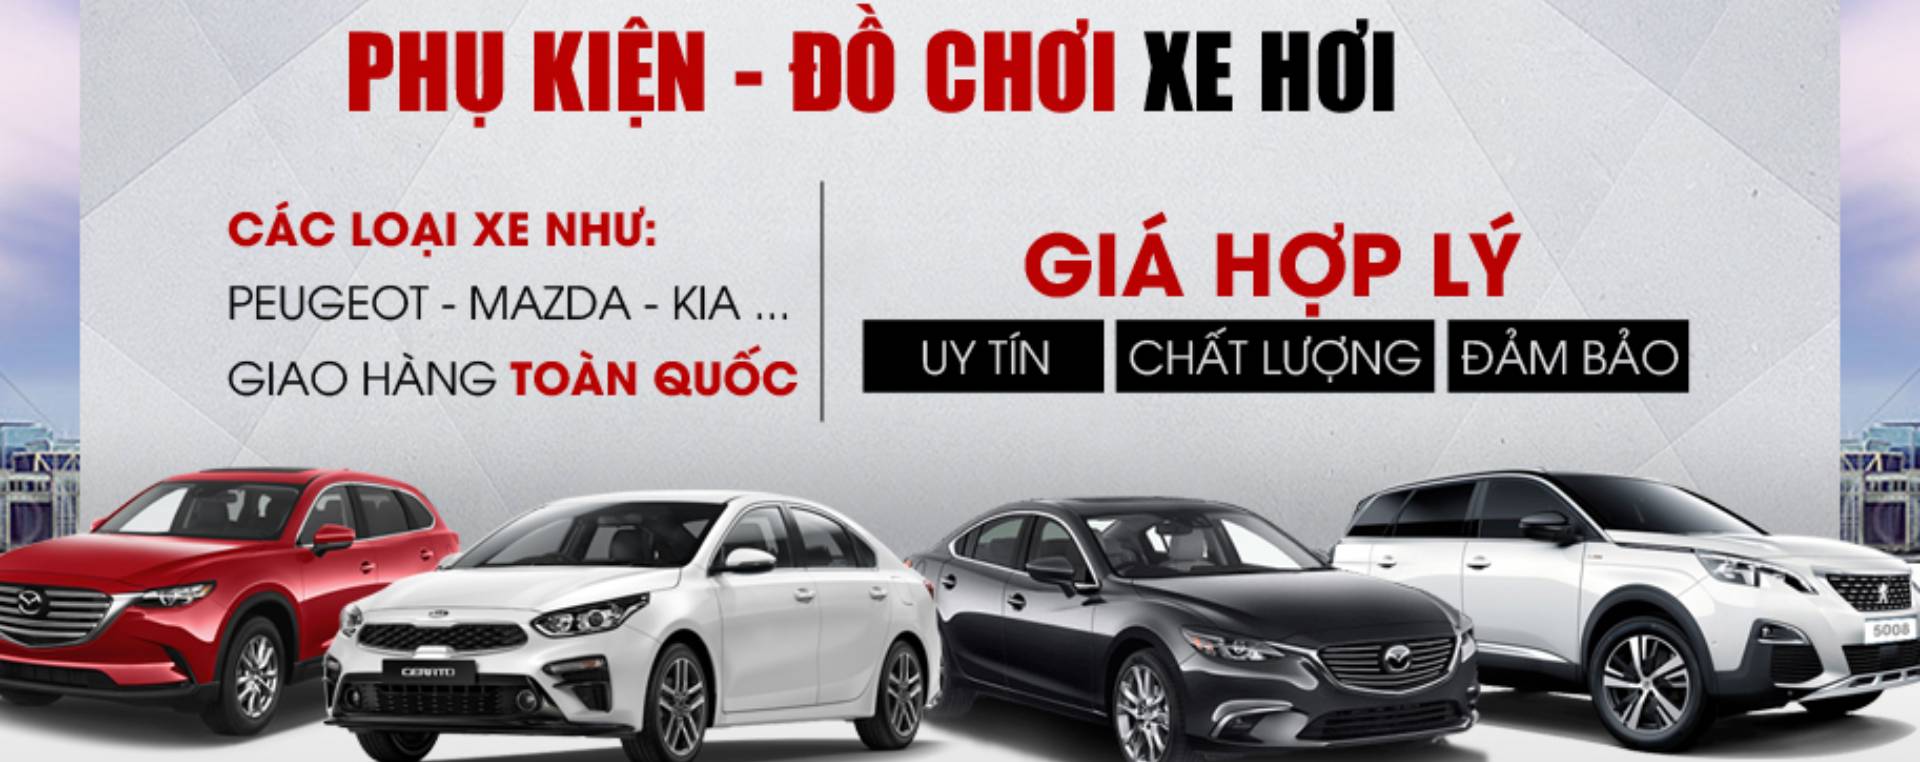 PHỤ KIỆN - ĐỒ CHƠI XE HƠI
CÁC LOẠI XE NHƯ:
PEUGEOT - MAZDA - KIA ...
GIAO HÀNG TOÀN QUỐC
GIÁ HỢP LÝ
UY TÍN CHẤT LƯỢNG ĐẢM BẢO
CERATO
5008